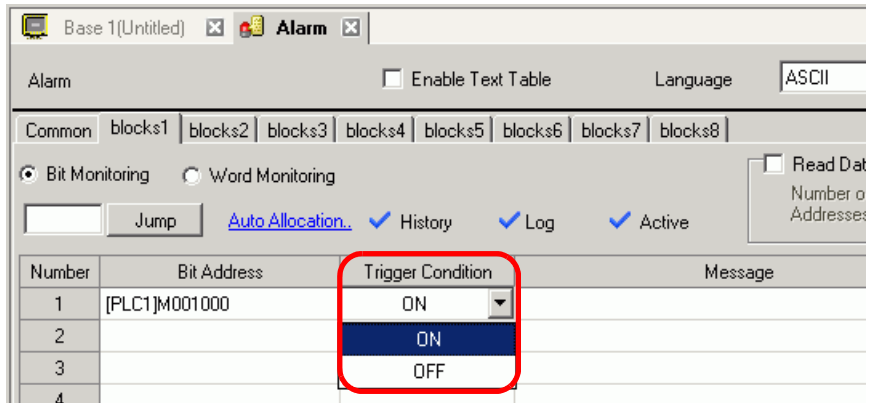 Base 1(Untitled) Alarm
Alarm Enable Text Table Language ASCII
Common blocks1 blocks2 blocks3 blocks4 blocks5 blocks6 blocks7 blocks8
Bit Monitoring Word Monitoring Read Dat
Number o
Jump Auto Allocation.. History Log Active Addresses
Number Bit Address Trigger Condition Message
1 [PLC1]M001000 ON
2 ON
3 OFF
4